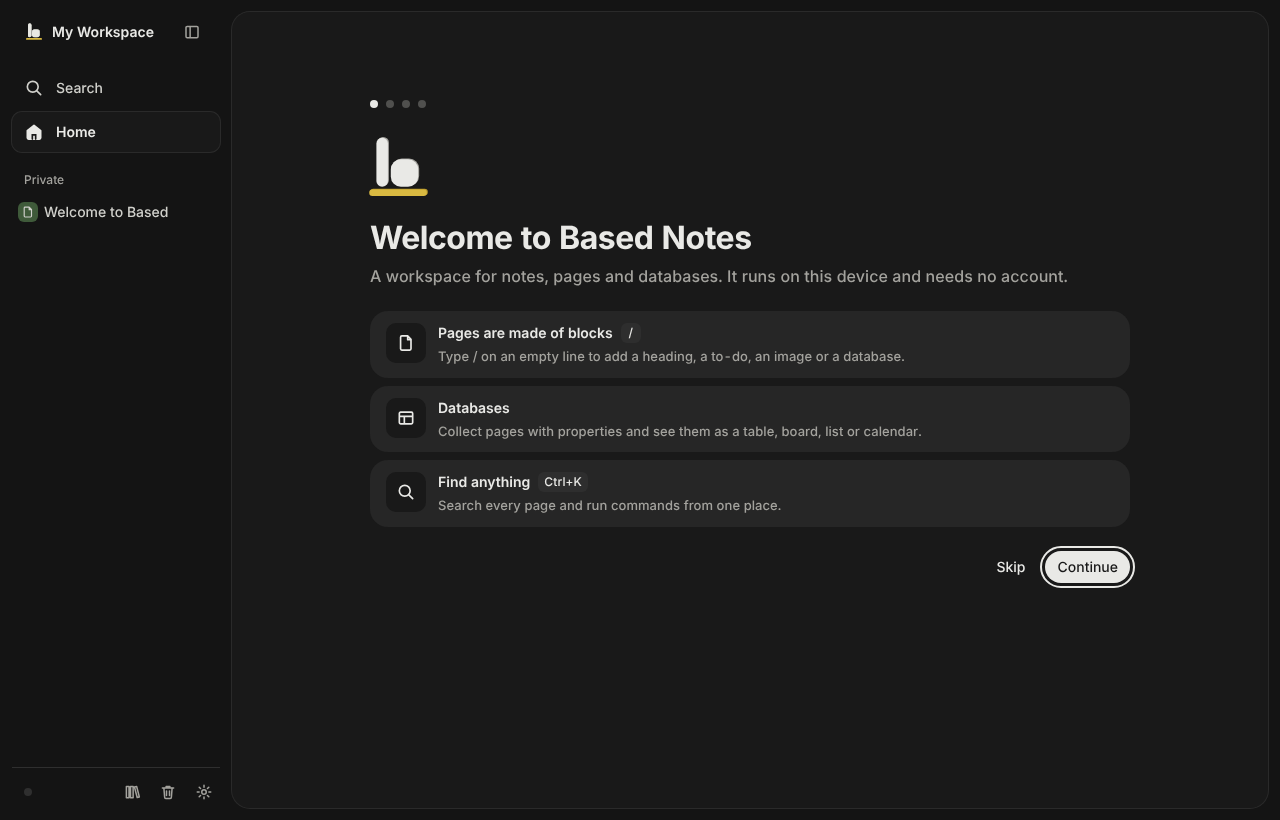 My Workspace
Search
Home
Private
Welcome to Based
Welcome to Based Notes
A workspace for notes, pages and databases. It runs on this device and needs no account.
Pages are made of blocks /
Type / on an empty line to add a heading, a to-do, an image or a database.
Databases
Collect pages with properties and see them as a table, board, list or calendar.
Find anything Ctrl+K
Search every page and run commands from one place.
Skip Continue